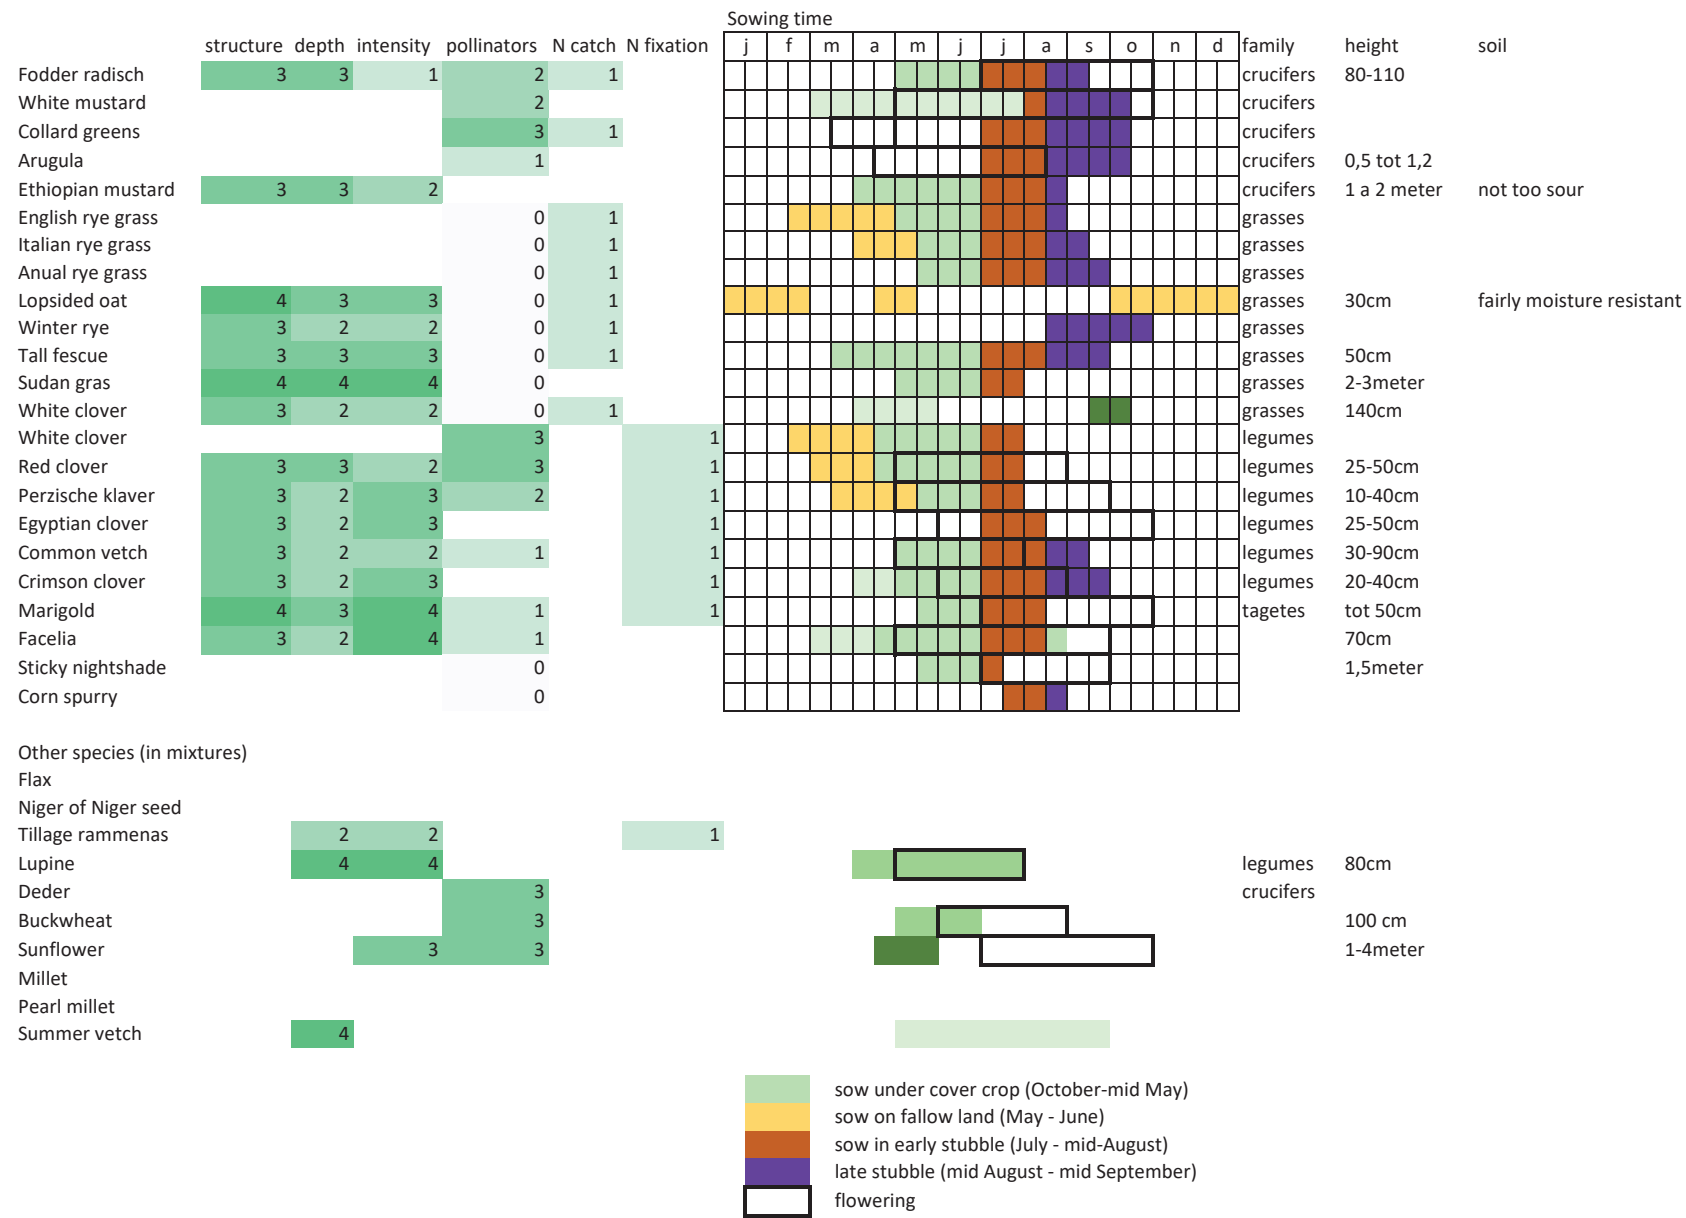 Sowing time
structure depth intensity pollinators N catch N fixation j f m a m j j a s o n d family height soil
Fodder radisch 3 3 1 2 1 crucifers 80-110
White mustard 2 crucifers
Collard greens 3 1 crucifers
Arugula 1 crucifers 0,5 tot 1,2
Ethiopian mustard 3 3 2 crucifers 1 a 2 meter not too sour
English rye grass 0 1 grasses
Italian rye grass 0 1 grasses
Anual rye grass 0 1 grasses
Lopsided oat 4 3 3 0 1 grasses 30cm fairly moisture resistant
Winter rye 3 2 2 0 1 grasses
Tall fescue 3 3 3 0 1 grasses 50cm
Sudan gras 4 4 4 0 grasses 2-3meter
White clover 3 2 2 0 1 grasses 140cm
White clover 3 1 legumes
Red clover 3 3 2 3 1 legumes 25-50cm
Perzische klaver 3 2 3 2 1 legumes 10-40cm
Egyptian clover 3 2 3 1 legumes 25-50cm
Common vetch 3 2 2 1 1 legumes 30-90cm
Crimson clover 3 2 3 1 legumes 20-40cm
Marigold 4 3 4 1 1 tagetes tot 50cm
Facelia 3 2 4 1 70cm
Sticky nightshade 0 1,5meter
Corn spurry 0
Other species (in mixtures)
Flax
Niger of Niger seed
Tillage rammenas 2 2 1
Lupine 4 4 legumes 80cm
Deder 3 crucifers
Buckwheat 3 100 cm
Sunflower 3 3 1-4meter
Millet
Pearl millet
Summer vetch 4
sow under cover crop (October-mid May)
sow on fallow land (May - June)
sow in early stubble (July - mid-August)
late stubble (mid August - mid September)
flowering